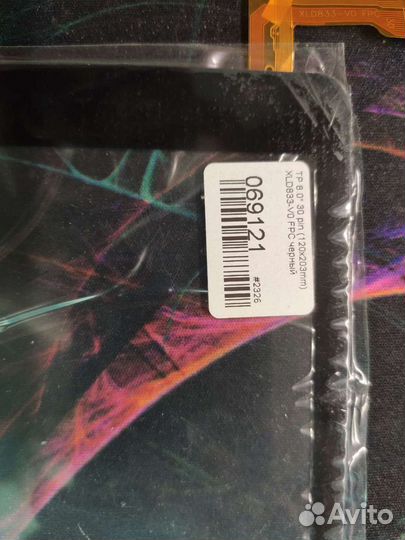 XLD833-V0 FPC
TP 8.0" 30 pin (120x203mm)
XLD833-V0 FPC черный
069121
#2326
Avito